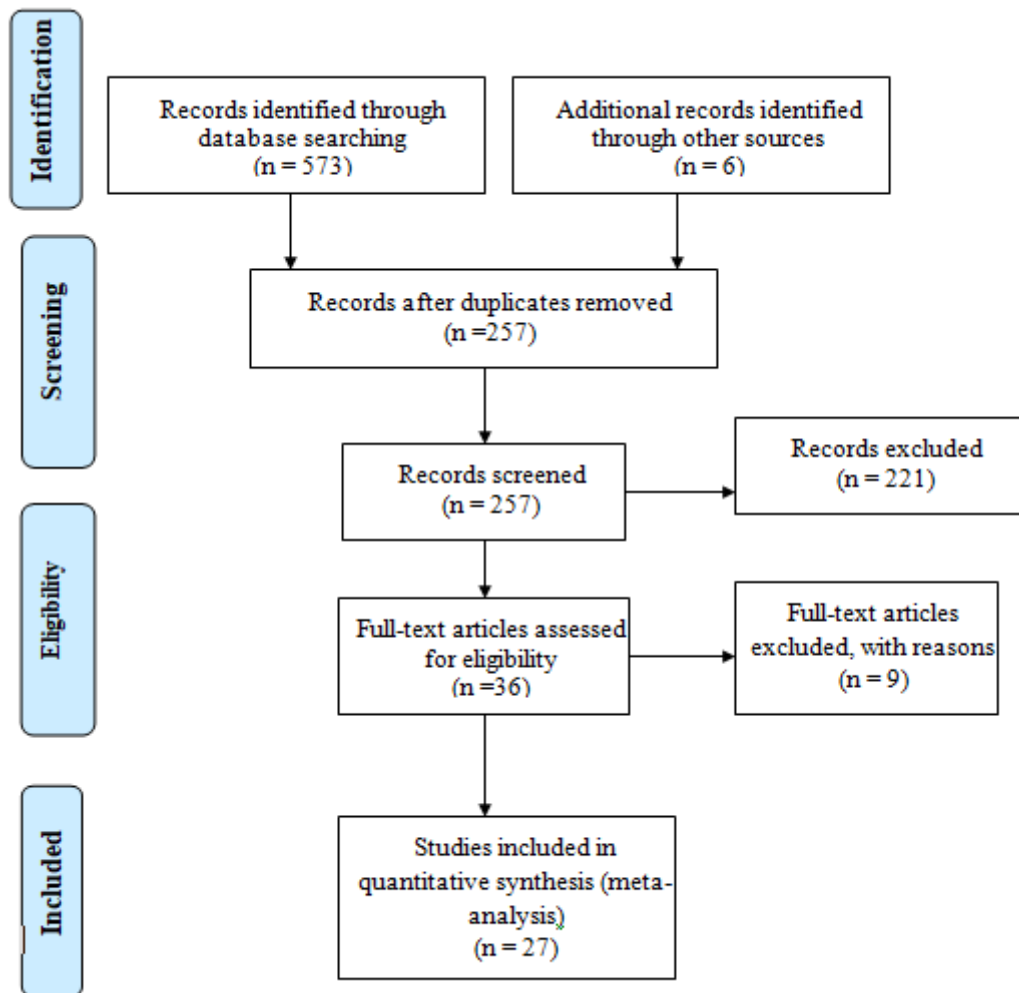 Identification
Records identified through
database searching
(n = 573)
Additional records identified
through other sources
(n = 6)
Screening
Records after duplicates removed
(n =257)
Records screened
(n = 257)
Records excluded
(n = 221)
Eligibility
Full-text articles assessed
for eligibility
(n =36)
Full-text articles
excluded, with reasons
(n = 9)
Included
Studies included in
quantitative synthesis (meta-
analysis)
(n = 27)